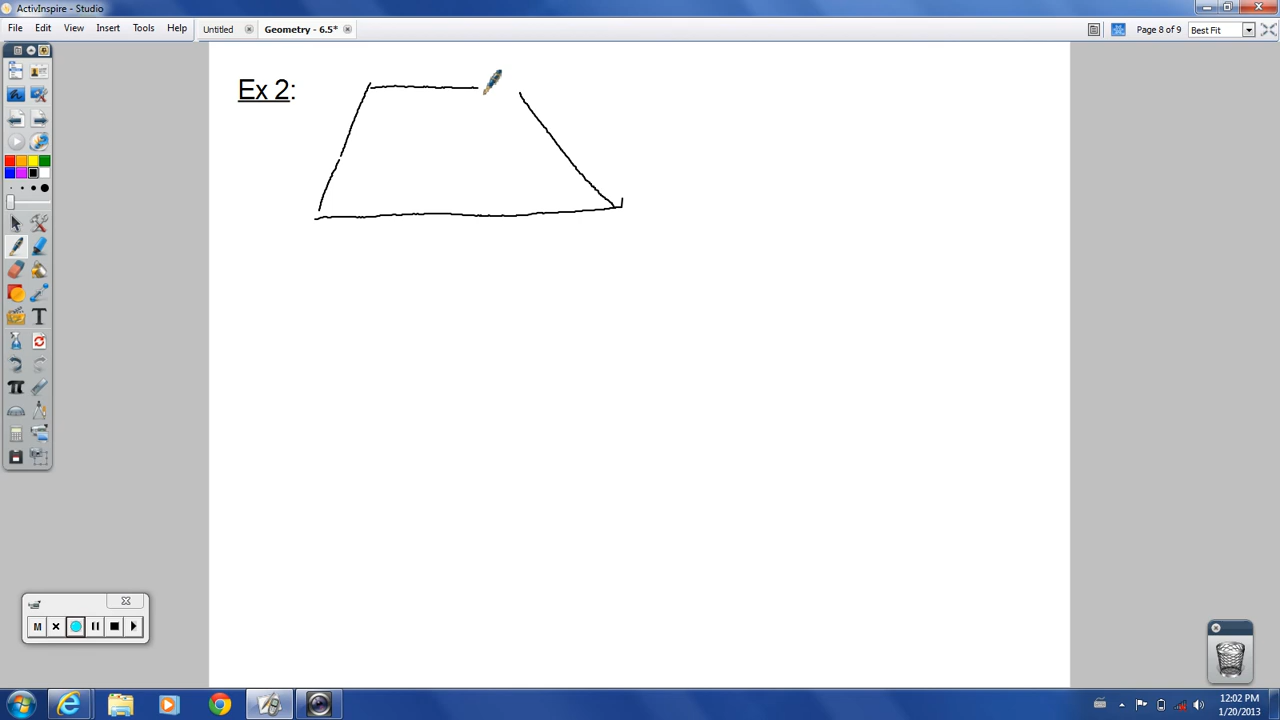 ActivInspire - Studio
File Edit View Insert Tools Help Untitled Geometry - 6.5* Page 8 of 9 Best Fit
Ex 2:
M
12:02 PM
1/20/2013